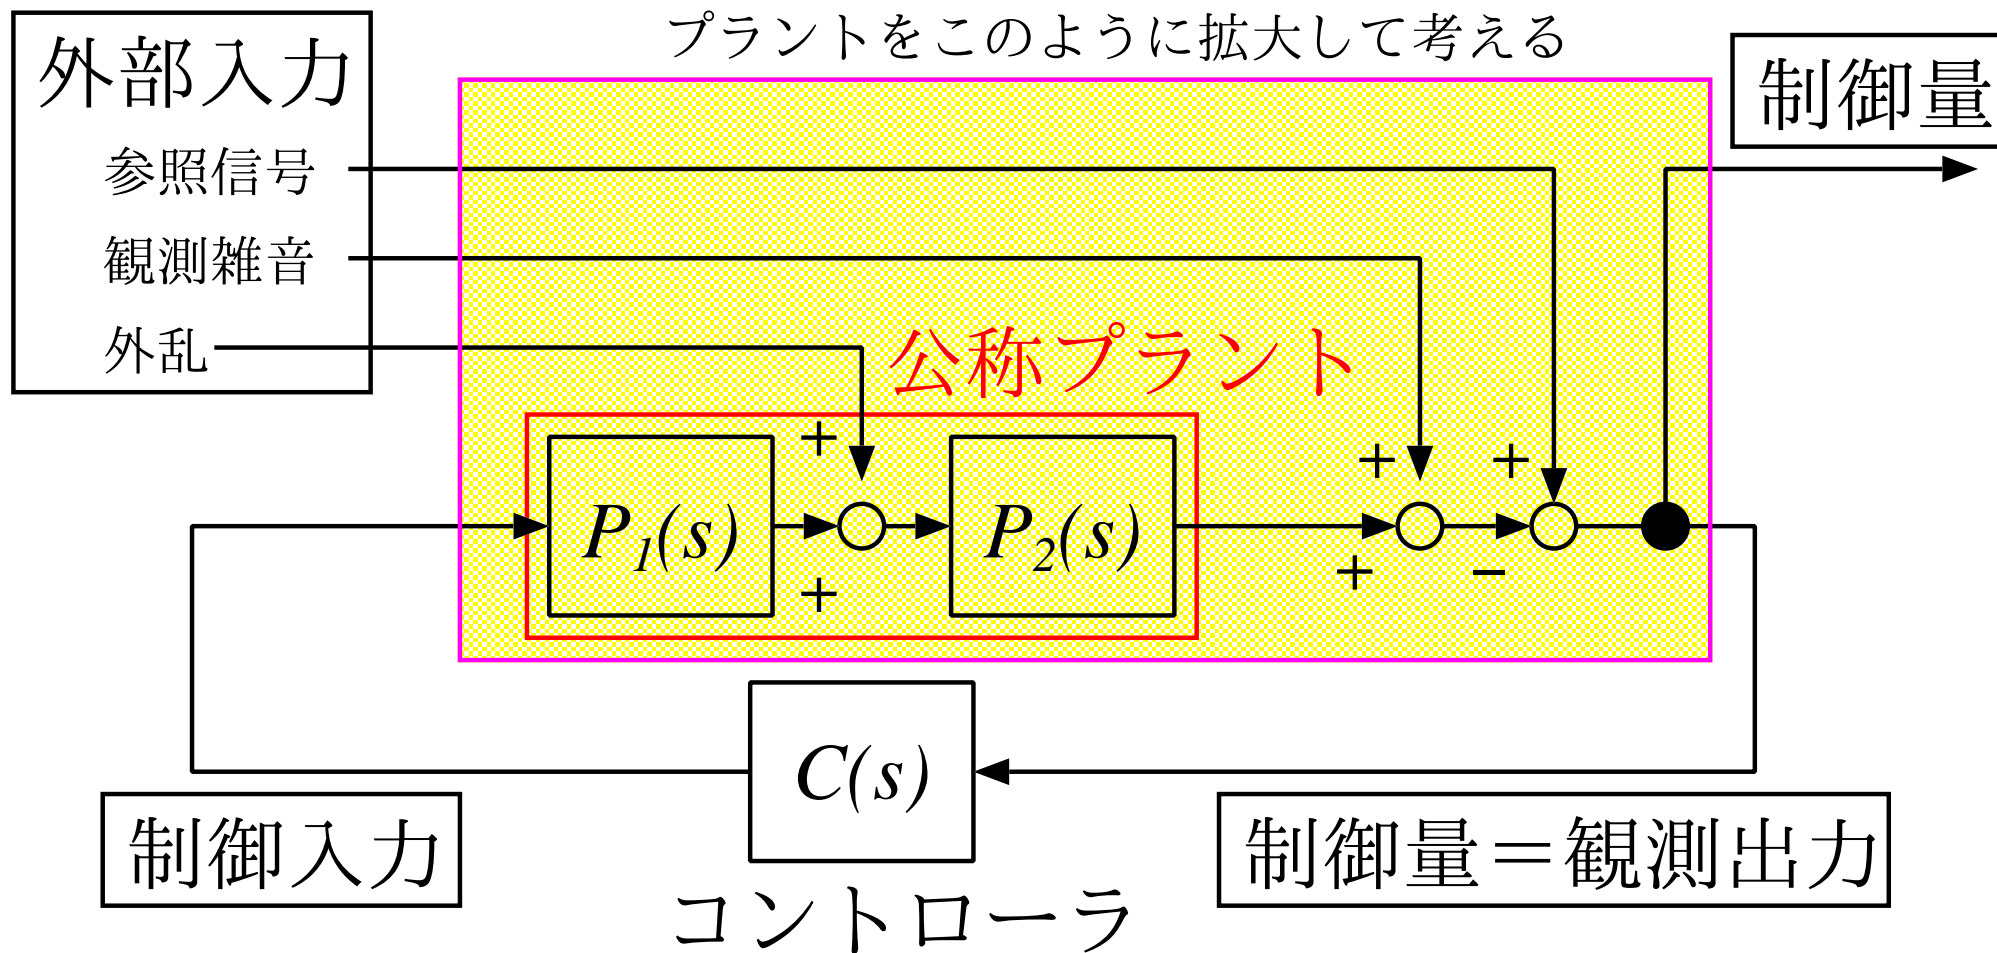 プラントをこのように拡大して考える
外部入力
制御量
参照信号
観測雑音
外乱
公称プラント
+
+
+
P1(s)
P2(s)
+
+
−
C(s)
制御入力
制御量＝観測出力
コントローラ